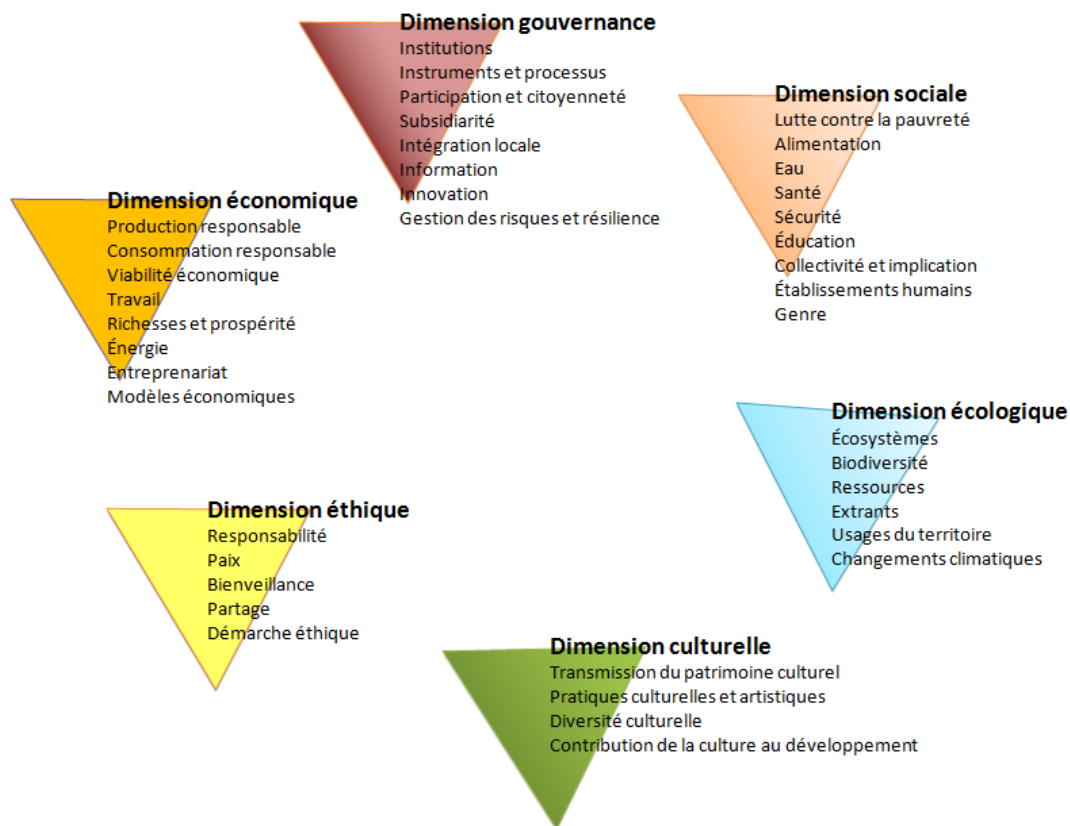 Dimension gouvernance
Institutions
Instruments et processus
Participation et citoyenneté
Subsidiarité
Intégration locale
Information
Innovation
Gestion des risques et résilience
Dimension sociale
Lutte contre la pauvreté
Alimentation
Eau
Santé
Sécurité
Éducation
Collectivité et implication
Établissements humains
Genre
Dimension économique
Production responsable
Consommation responsable
Viabilité économique
Travail
Richesses et prospérité
Énergie
Entreprenariat
Modèles économiques
Dimension écologique
Écosystèmes
Biodiversité
Ressources
Extrants
Usages du territoire
Changements climatiques
Dimension éthique
Responsabilité
Paix
Bienveillance
Partage
Démarche éthique
Dimension culturelle
Transmission du patrimoine culturel
Pratiques culturelles et artistiques
Diversité culturelle
Contribution de la culture au développement